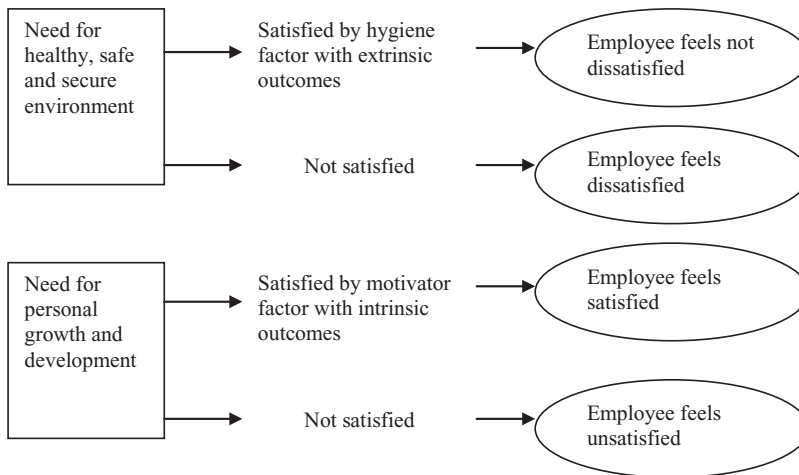 Need for
healthy, safe
and secure
environment
Satisfied by hygiene
factor with extrinsic
outcomes
Employee feels not
dissatisfied
Not satisfied
Employee feels
dissatisfied
Need for
personal
growth and
development
Satisfied by motivator
factor with intrinsic
outcomes
Employee feels
satisfied
Not satisfied
Employee feels
unsatisfied